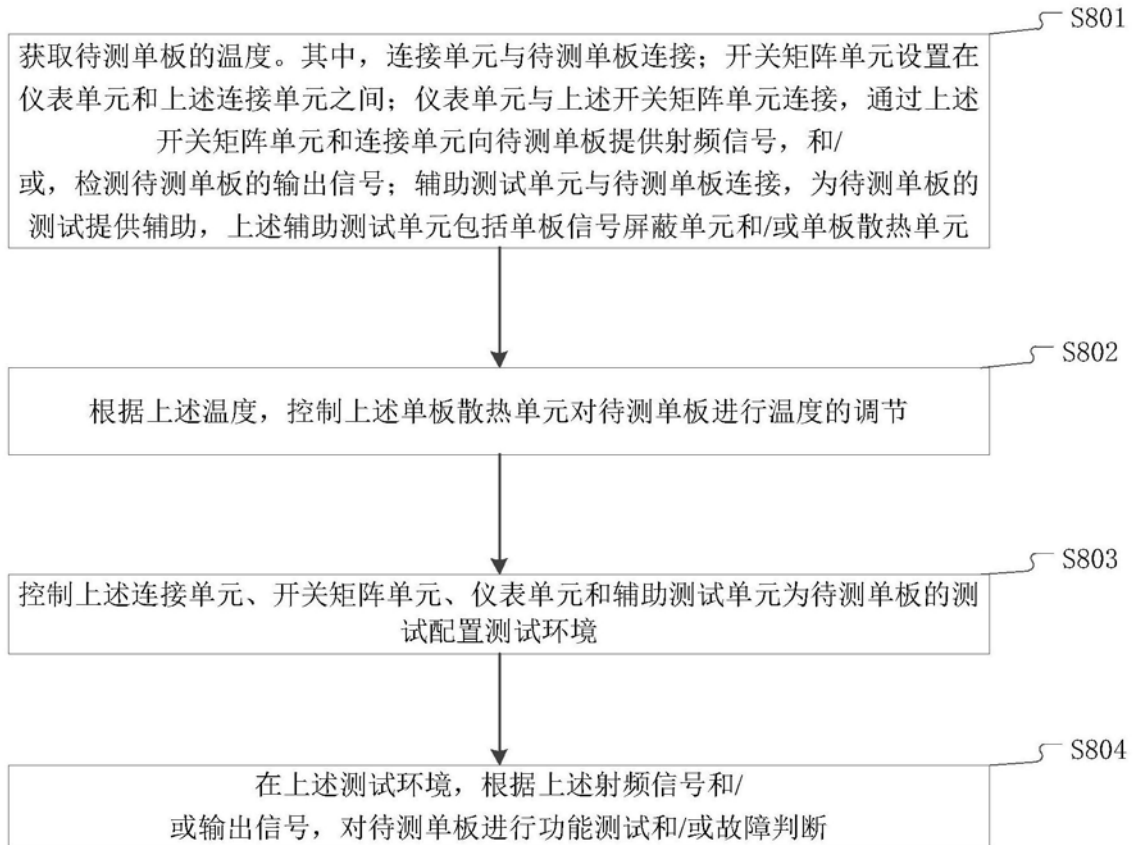 S801
获取待测单板的温度。其中，连接单元与待测单板连接；开关矩阵单元设置在
仪表单元和上述连接单元之间；仪表单元与上述开关矩阵单元连接，通过上述
开关矩阵单元和连接单元向待测单板提供射频信号，和/
或，检测待测单板的输出信号；辅助测试单元与待测单板连接，为待测单板的
测试提供辅助，上述辅助测试单元包括单板信号屏蔽单元和/或单板散热单元
S802
根据上述温度，控制上述单板散热单元对待测单板进行温度的调节
S803
控制上述连接单元、开关矩阵单元、仪表单元和辅助测试单元为待测单板的测
试配置测试环境
S804
在上述测试环境，根据上述射频信号和/
或输出信号，对待测单板进行功能测试和/或故障判断